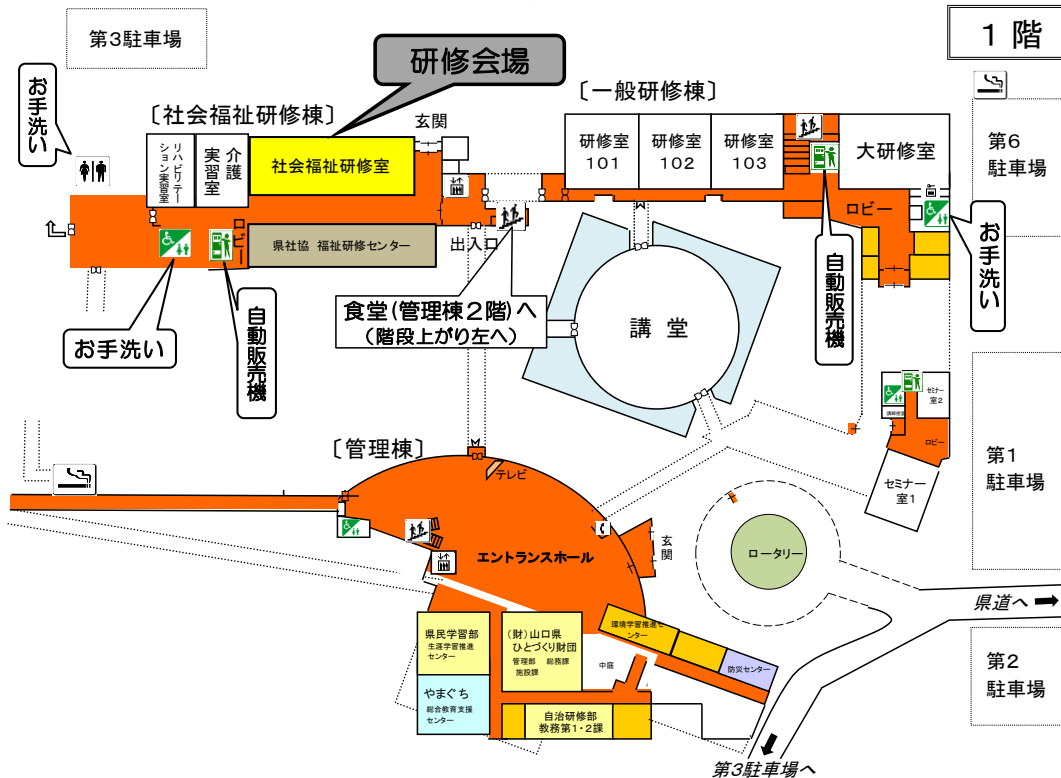 1 階
第3駐車場
研修会場
お手洗い
〔社会福祉研修棟〕
玄関
〔一般研修棟〕
リハビリテー
ション実習室
介護
実習室
社会福祉研修室
研修室
101
研修室
102
研修室
103
大研修室
第6
駐車場
ロビー
県社協 福祉研修センター
出入口
ロビー
お手洗い
自動販売機
お手洗い
自動販売機
食堂(管理棟2階)へ
(階段上がり左へ)
講 堂
セミナー
室2
ロビー
セミナー
室1
第1
駐車場
〔管理棟〕
テレビ
エントランスホール
玄関
ロータリー
県道へ
県民学習部
生涯学習推進
センター
(財)山口県
ひとづくり財団
管理部 総務課
施設課
環境学習推進セ
ンター
防災センター
中庭
やまぐち
総合教育支援
センター
自治研修部
教務第1・2課
第2
駐車場
第3駐車場へ